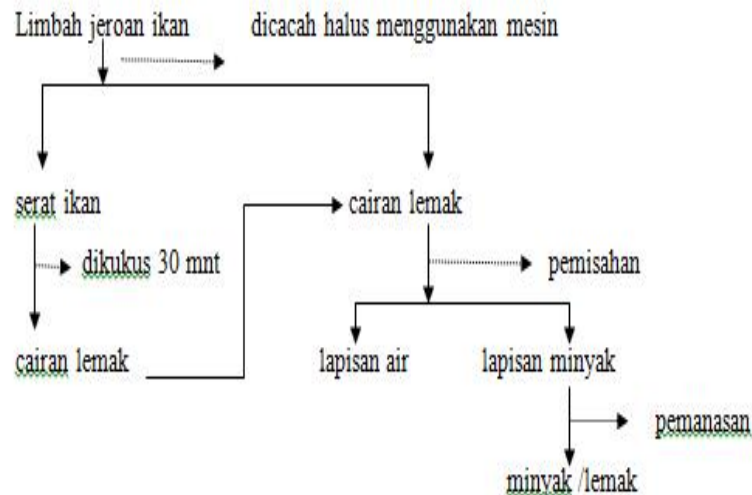 Limbah jeroan ikan
dicacah halus menggunakan mesin
serat ikan
cairan lemak
dikukus 30 mnt
pemisahan
cairan lemak
lapisan air
lapisan minyak
pemanasan
minyak /lemak